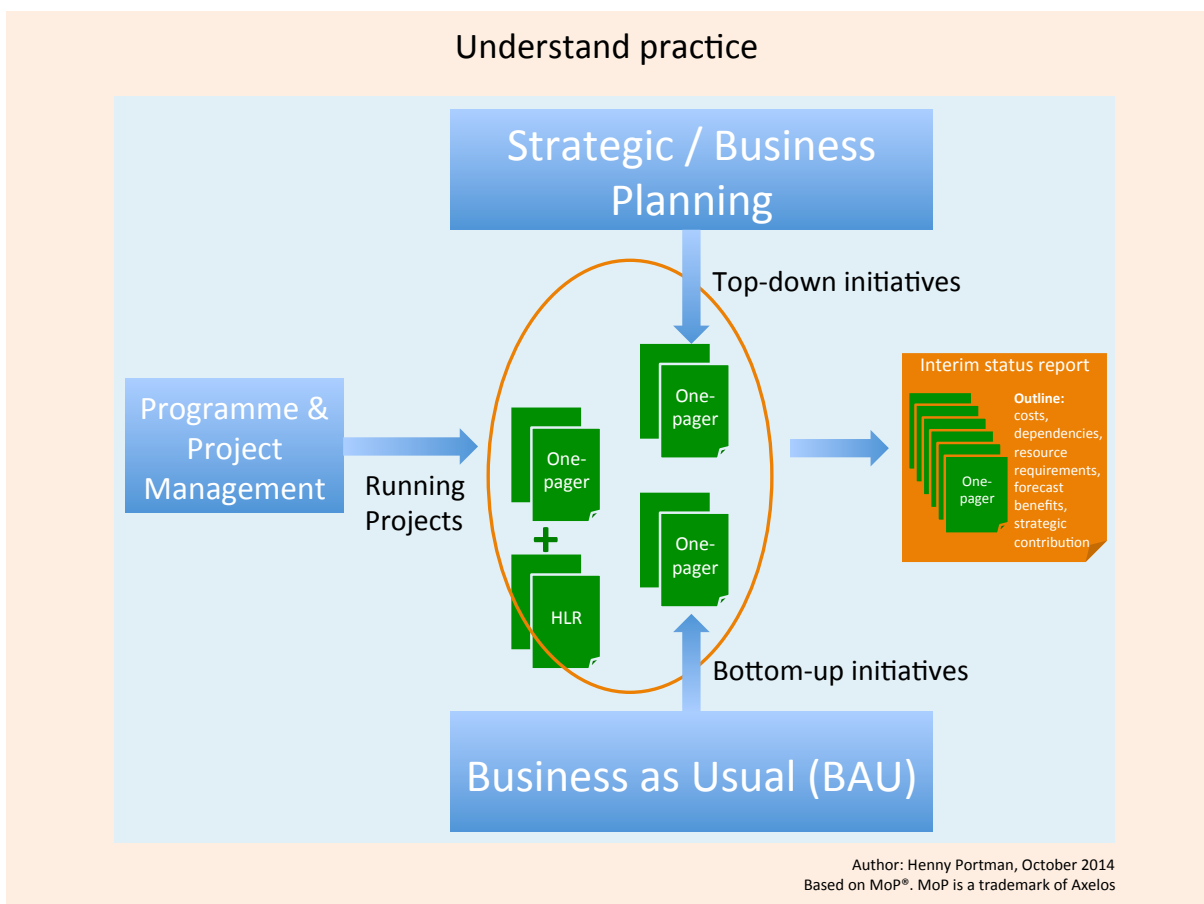 Understand practice
Strategic / Business
Planning
Top-down initiatives
Programme &
Project
Management
Running
Projects
One-
pager
One-
pager
+
HLR
One-
pager
Interim status report
One-
pager
Outline:
costs,
dependencies,
resource
requirements,
forecast
benefits,
strategic
contribution
Bottom-up initiatives
Business as Usual (BAU)
Author: Henny Portman, October 2014
Based on MoP®. MoP is a trademark of Axelos